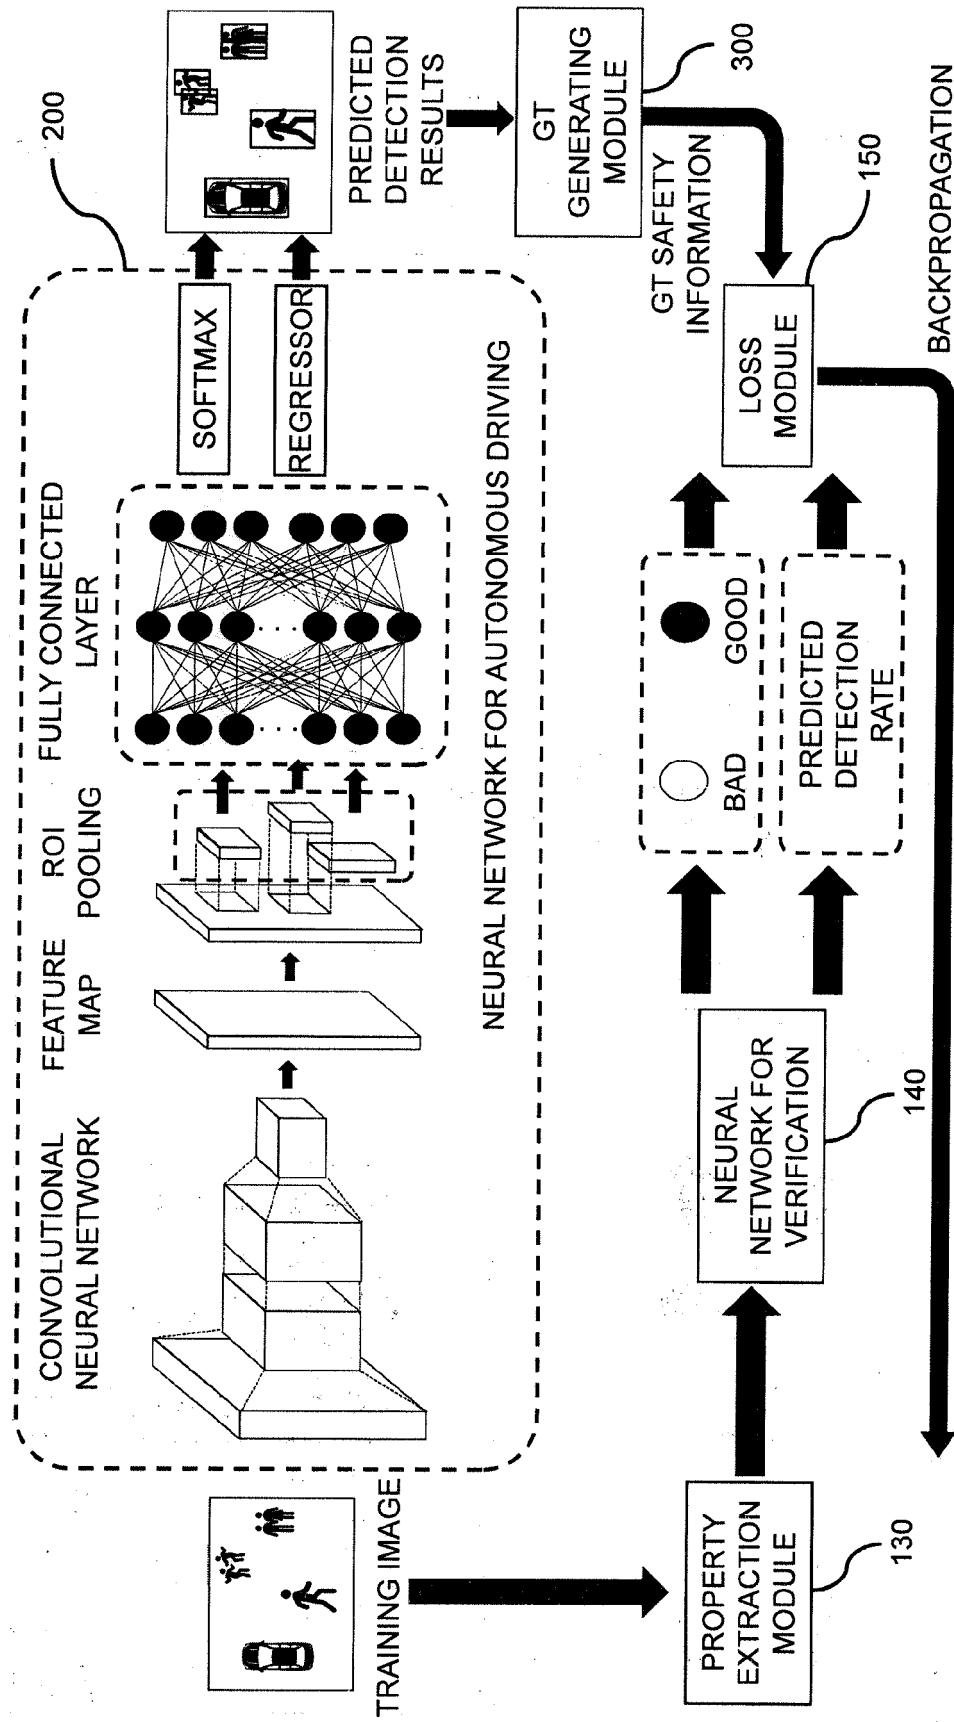 200
CONVOLUTIONAL
NEURAL NETWORK
FEATURE
MAP
ROI
POOLING
FULLY CONNECTED
LAYER
SOFTMAX
REGRESSOR
NEURAL NETWORK FOR AUTONOMOUS DRIVING
TRAINING IMAGE
PREDICTED
DETECTION
RESULTS
GT
GENERATING
MODULE
300
GT SAFETY
INFORMATION
PROPERTY
EXTRACTION
MODULE
130
NEURAL
NETWORK FOR
VERIFICATION
140
BAD
GOOD
PREDICTED
DETECTION
RATE
LOSS
MODULE
150
BACKPROPAGATION